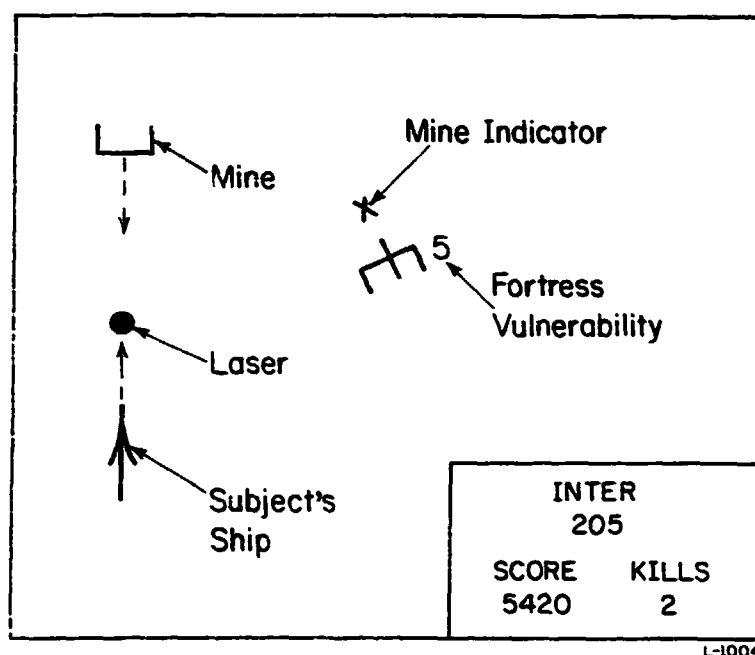 Mine Indicator
Mine
X
5
Fortress
Vulnerability
Laser
Subject's
Ship
INTER
205
SCORE KILLS
5420 2